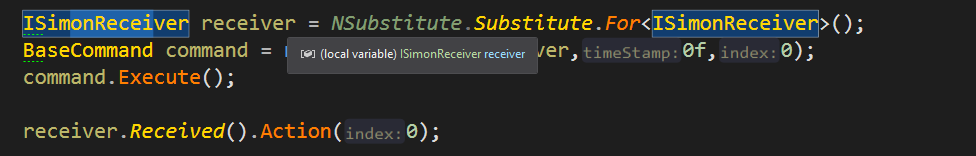 ISimonReceiver receiver = NSubstitute.Substitute.For<ISimonReceiver>();
BaseCommand command = ver,timeStamp:0f,index:0);
(local variable) ISimonReceiver receiver
command.Execute();
receiver.Received().Action(index:0);